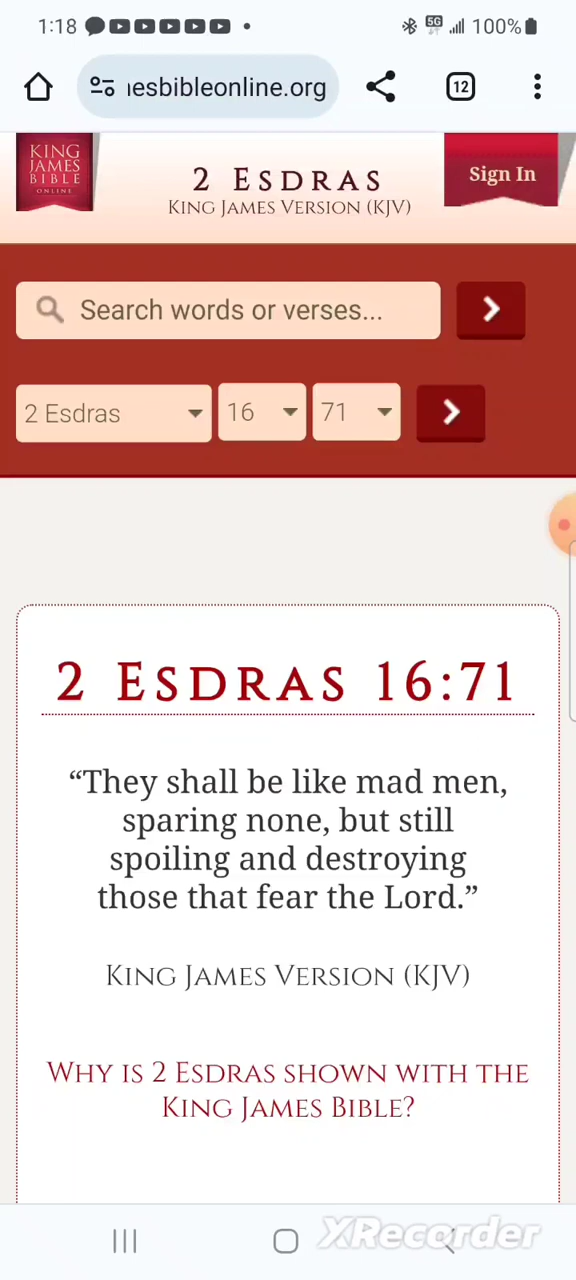 1:18
5G
100%
ıesbibleonline.org
12
KING
JAMES
BIBLE
ONLINE
2 ESDRAS
KING JAMES VERSION (KJV)
Sign In
Search words or verses...
2 Esdras
16
71
2 ESDRAS 16:71
“They shall be like mad men,
sparing none, but still
spoiling and destroying
those that fear the Lord.”
KING JAMES VERSION (KJV)
WHY IS 2 ESDRAS SHOWN WITH THE
KING JAMES BIBLE?
XRecorder